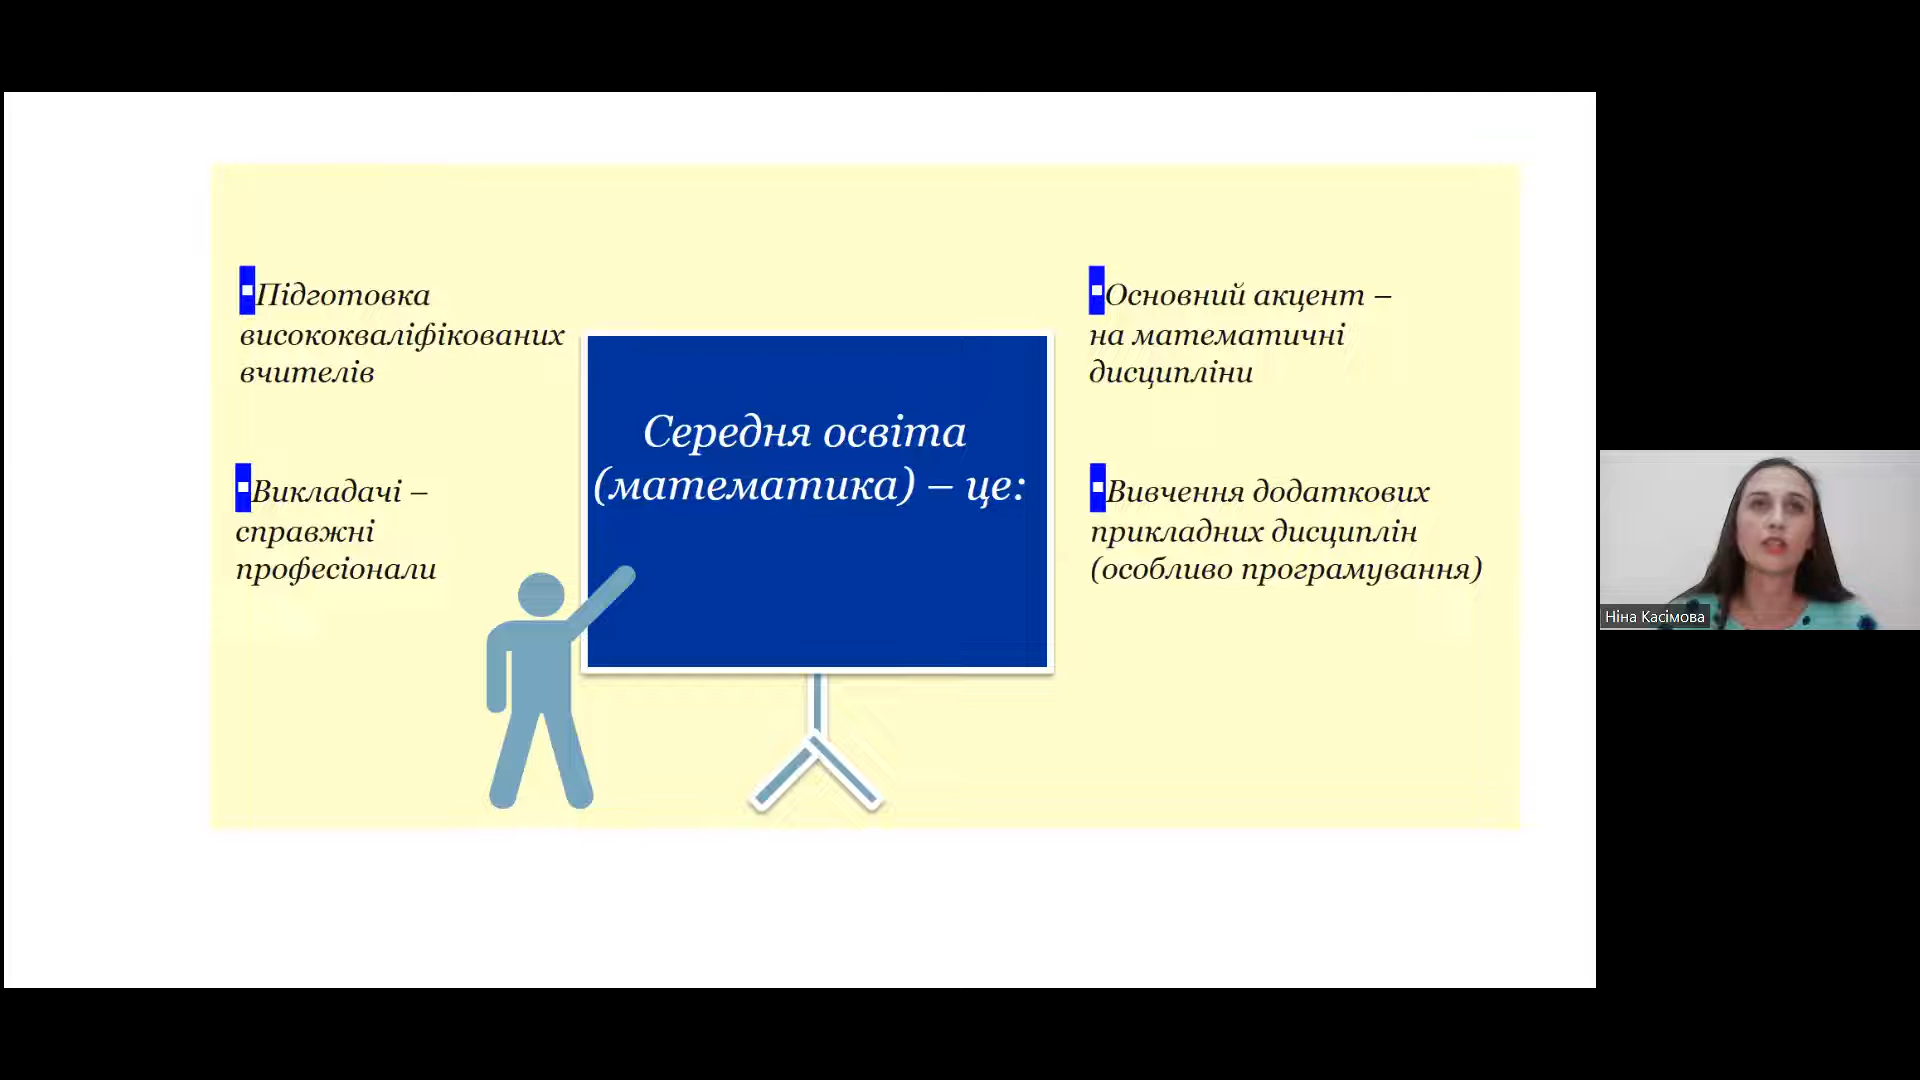 ▪Підготовка
висококваліфікованих
вчителів
▪Викладачі –
справжні
професіонали
Середня освіта
(математика) – це:
▪Основний акцент –
на математичні
дисципліни
▪Вивчення додаткових
прикладних дисциплін
(особливо програмування)
Ніна Касімова